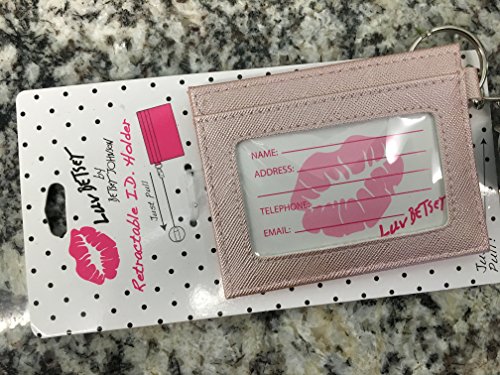 LUV BETSEY
by
BETSEY JOHNSON
Retractable I.D. Holder
Just Pull!
NAME:
ADDRESS:
TELEPHONE:
EMAIL:
LUV BETSEY